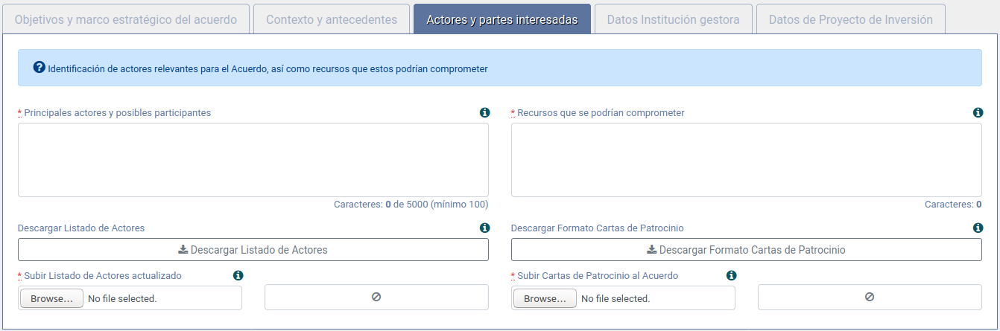 Objetivos y marco estratégico del acuerdo
Contexto y antecedentes
Actores y partes interesadas
Datos Institución gestora
Datos de Proyecto de Inversión
Identificación de actores relevantes para el Acuerdo, así como recursos que estos podrían comprometer
* Principales actores y posibles participantes
* Recursos que se podrían comprometer
Caracteres: 0 de 5000 (mínimo 100)
Caracteres: 0
Descargar Listado de Actores
Descargar Formato Cartas de Patrocinio
Descargar Listado de Actores
Descargar Formato Cartas de Patrocinio
* Subir Listado de Actores actualizado
* Subir Cartas de Patrocinio al Acuerdo
Browse... No file selected.
Browse... No file selected.